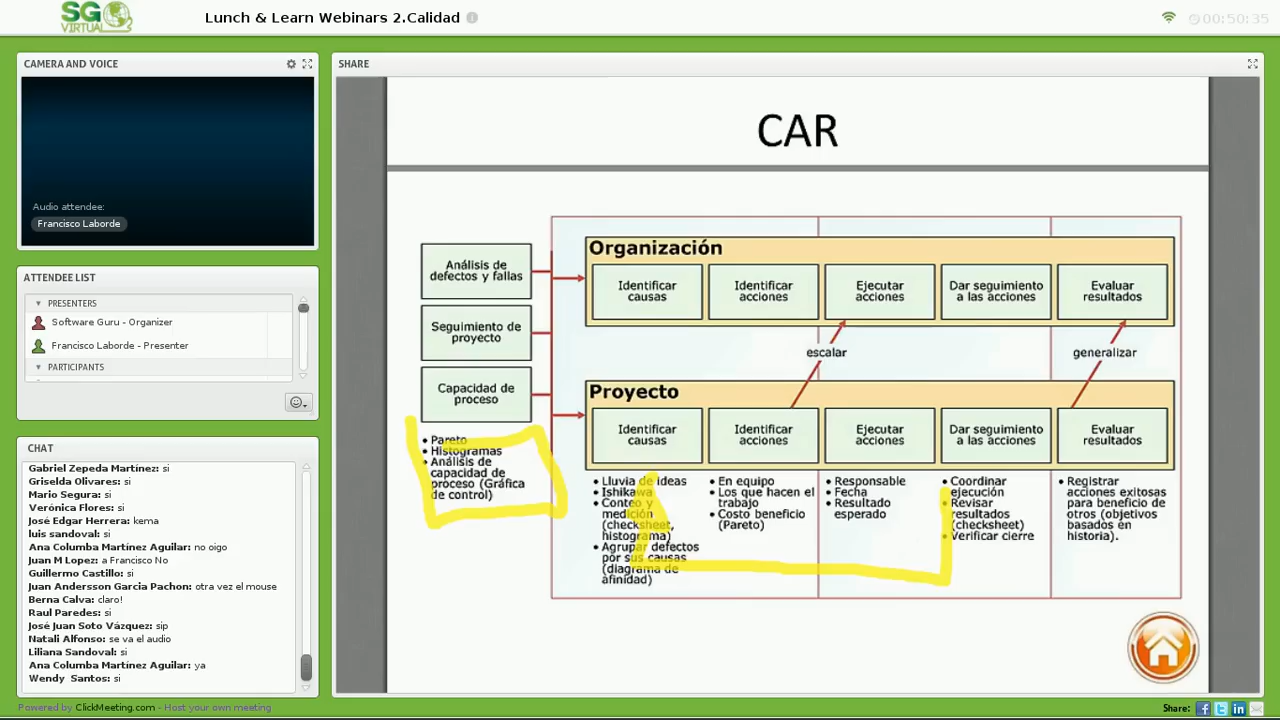 SG
VIRTUAL
Lunch & Learn Webinars 2.Calidad
00:50:35
CAMERA AND VOICE
Audio attendee:
Francisco Laborde
ATTENDEE LIST
PRESENTERS
Software Guru - Organizer
Francisco Laborde - Presenter
PARTICIPANTS
CHAT
Gabriel Zepeda Martínez: si
Griselda Olivares: si
Mario Segura: si
Verónica Flores: si
José Edgar Herrera: kema
luis sandoval: si
Ana Columba Martínez Aguilar: no oigo
Juan M Lopez: a Francisco No
Guillermo Castillo: si
Juan Andersson Garcia Pachon: otra vez el mouse
Berna Calva: claro!
Raul Paredes: si
José Juan Soto Vázquez: sip
Natali Alfonso: se va el audio
Liliana Sandoval: si
Ana Columba Martínez Aguilar: ya
Wendy Santos: si
SHARE
CAR
Análisis de
defectos y fallas
Seguimiento de
proyecto
Capacidad de
proceso
• Pareto
• Histogramas
• Análisis de
capacidad de
proceso (Gráfica
de control)
Organización
Identificar
causas
Identificar
acciones
Ejecutar
acciones
Dar seguimiento
a las acciones
Evaluar
resultados
escalar
generalizar
Proyecto
Identificar
causas
Identificar
acciones
Ejecutar
acciones
Dar seguimiento
a las acciones
Evaluar
resultados
• Lluvia de ideas
• Ishikawa
• Conteo y
medición
(checksheet,
histograma)
• Agrupar defectos
por sus causas
(diagrama de
afinidad)
• En equipo
• Los que hacen el
trabajo
• Costo beneficio
(Pareto)
• Responsable
• Fecha
• Resultado
esperado
• Coordinar
ejecución
• Revisar
resultados
(checksheet)
• Verificar cierre
• Registrar
acciones exitosas
para beneficio de
otros (objetivos
basados en
historia).
Powered by ClickMeeting.com - Host your own meeting
Share: